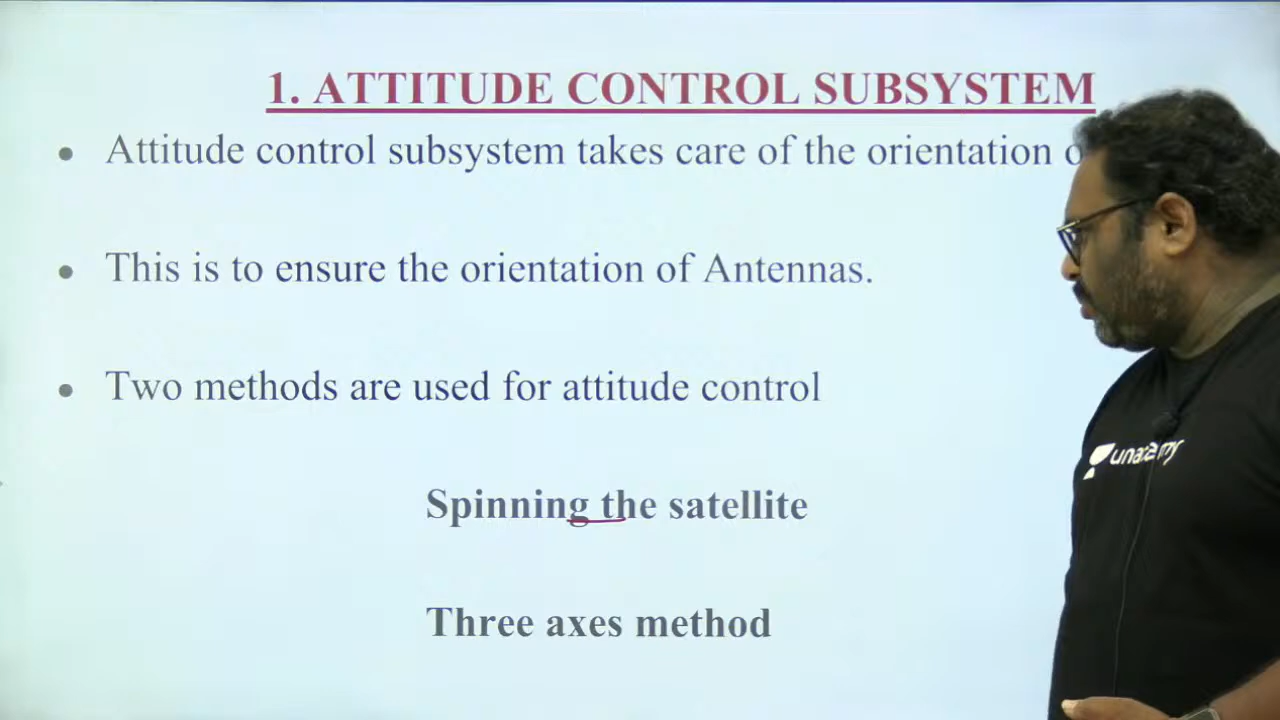 1. ATTITUDE CONTROL SUBSYSTEM
• Attitude control subsystem takes care of the orientation
• This is to ensure the orientation of Antennas.
• Two methods are used for attitude control
Spinning the satellite
Three axes method
unacademy